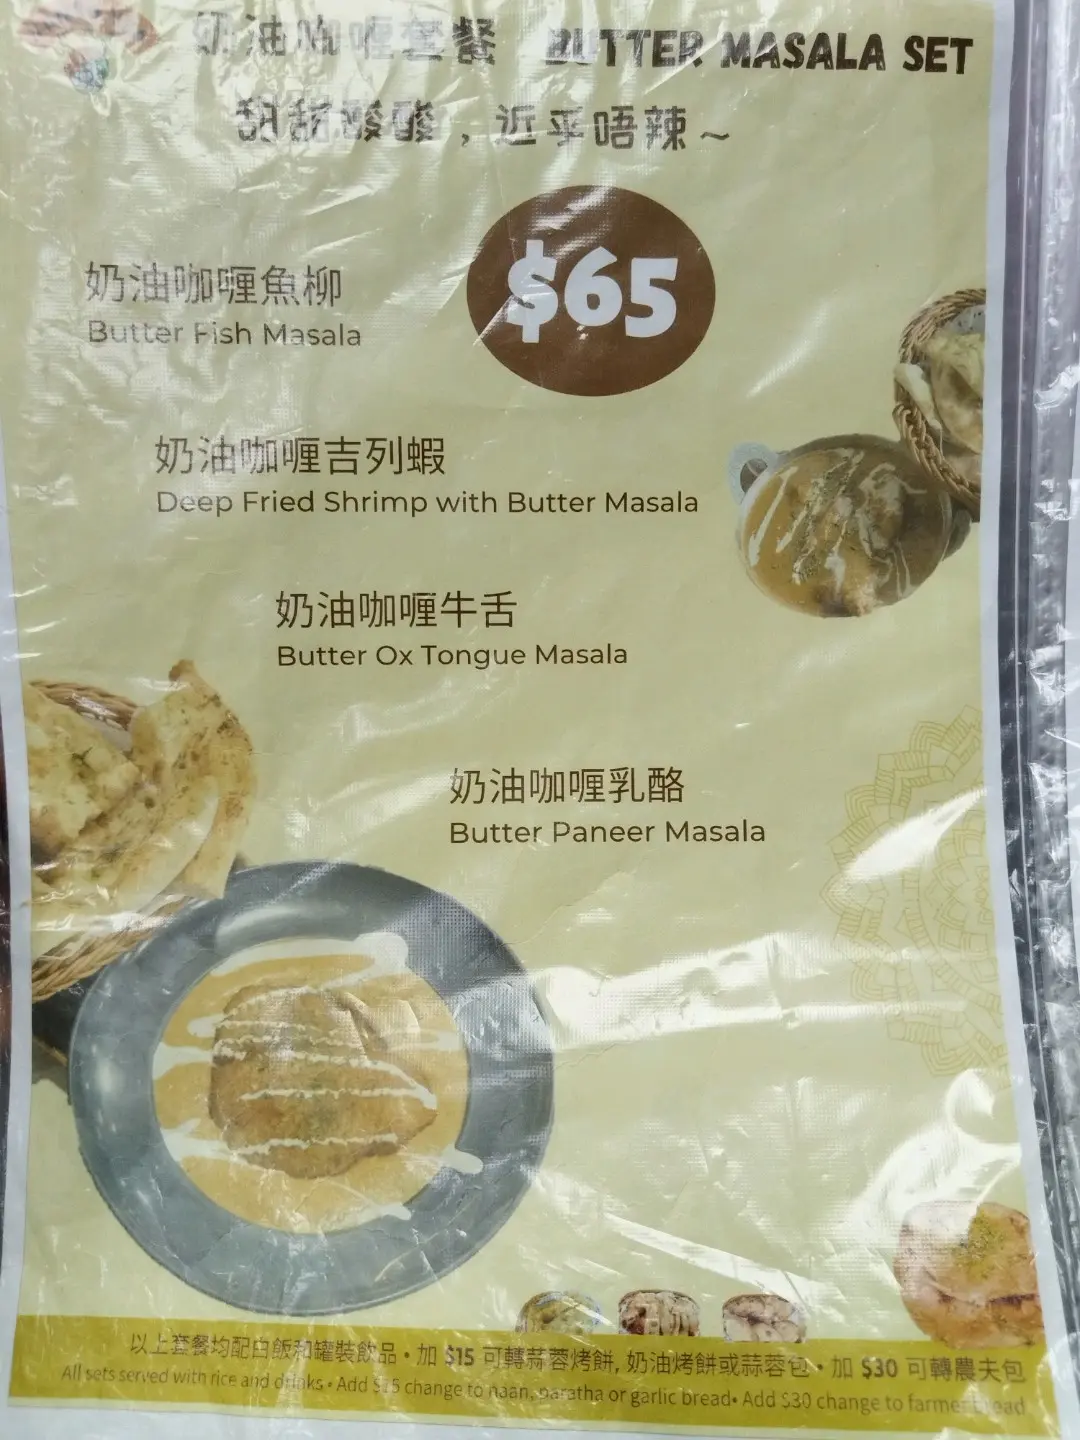 奶油咖喱套餐 BUTTER MASALA SET
甜甜酸酸，近乎唔辣～
$65
奶油咖喱魚柳
Butter Fish Masala
奶油咖喱吉列蝦
Deep Fried Shrimp with Butter Masala
奶油咖喱牛舌
Butter Ox Tongue Masala
奶油咖喱乳酪
Butter Paneer Masala
以上套餐均配白飯和罐裝飲品・加 $15 可轉蒜蓉烤餅, 奶油烤餅或蒜蓉包・加 $30 可轉農夫包
All sets served with rice and drinks• Add $15 change to naan, paratha or garlic bread• Add $30 change to farmer bread